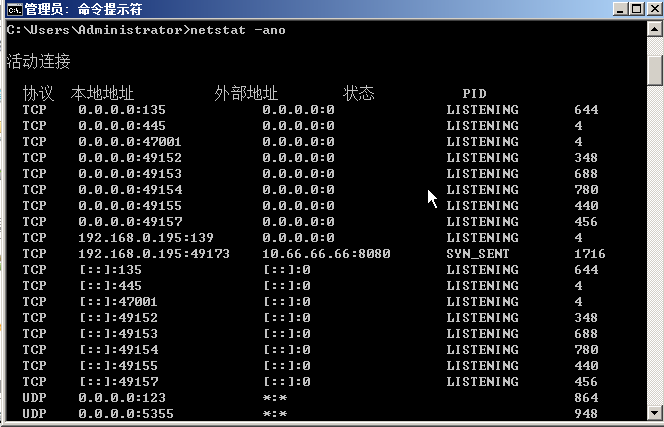 管理员: 命令提示符
C:\Users\Administrator>netstat -ano
活动连接
协议 本地地址 外部地址 状态 PID
TCP 0.0.0.0:135 0.0.0.0:0 LISTENING 644
TCP 0.0.0.0:445 0.0.0.0:0 LISTENING 4
TCP 0.0.0.0:47001 0.0.0.0:0 LISTENING 4
TCP 0.0.0.0:49152 0.0.0.0:0 LISTENING 348
TCP 0.0.0.0:49153 0.0.0.0:0 LISTENING 688
TCP 0.0.0.0:49154 0.0.0.0:0 LISTENING 780
TCP 0.0.0.0:49155 0.0.0.0:0 LISTENING 440
TCP 0.0.0.0:49157 0.0.0.0:0 LISTENING 456
TCP 192.168.0.195:139 0.0.0.0:0 LISTENING 4
TCP 192.168.0.195:49173 10.66.66.66:8080 SYN_SENT 1716
TCP [::]:135 [::]:0 LISTENING 644
TCP [::]:445 [::]:0 LISTENING 4
TCP [::]:47001 [::]:0 LISTENING 4
TCP [::]:49152 [::]:0 LISTENING 348
TCP [::]:49153 [::]:0 LISTENING 688
TCP [::]:49154 [::]:0 LISTENING 780
TCP [::]:49155 [::]:0 LISTENING 440
TCP [::]:49157 [::]:0 LISTENING 456
UDP 0.0.0.0:123 *:* 864
UDP 0.0.0.0:5355 *:* 948